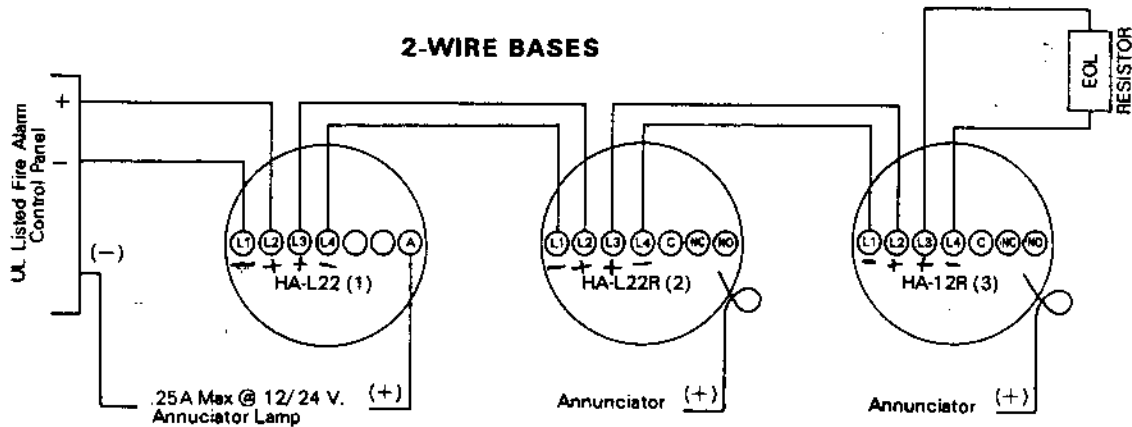 2-WIRE BASES
UL Listed Fire Alarm
Control Panel
+
−
(−)
EOL
RESISTOR
L1 L2 L3 L4 A
− + + −
HA-L22 (1)
L1 L2 L3 L4 C NC NO
− + + −
HA-L22R (2)
L1 L2 L3 L4 C NC NO
− + + −
HA-12R (3)
.25A Max @ 12/24 V. (+)
Annuciator Lamp
Annunciator (+)
Annunciator (+)